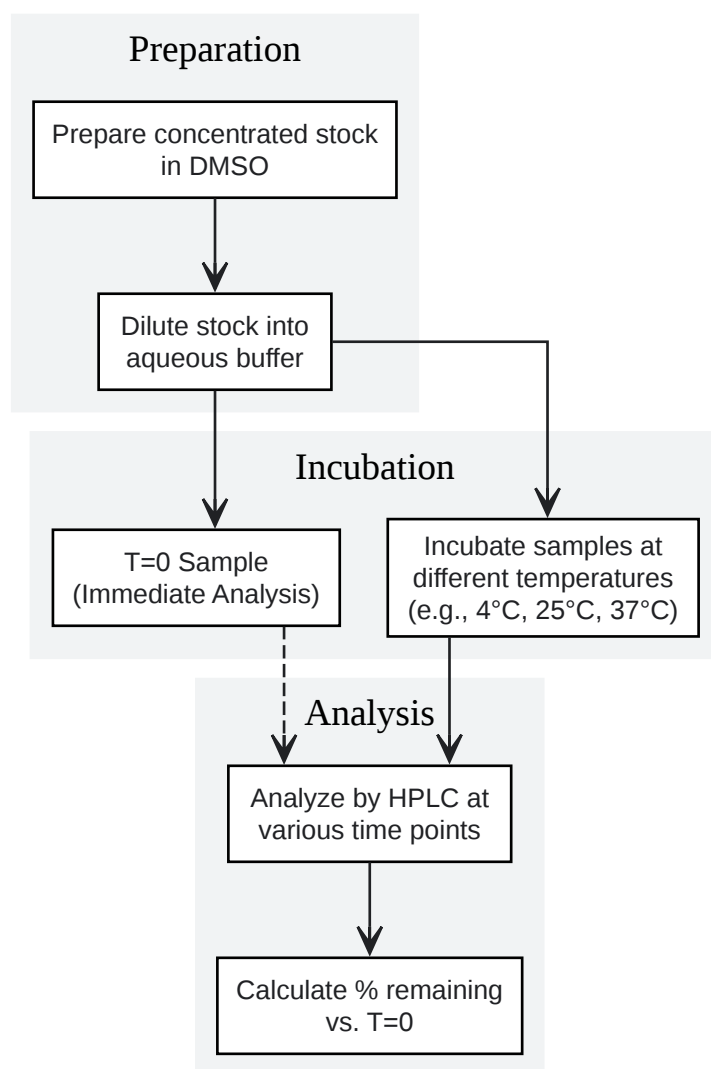 Preparation
Prepare concentrated stock
in DMSO
Dilute stock into
aqueous buffer
Incubation
T=0 Sample
(Immediate Analysis)
Incubate samples at
different temperatures
(e.g., 4°C, 25°C, 37°C)
Analysis
Analyze by HPLC at
various time points
Calculate % remaining
vs. T=0